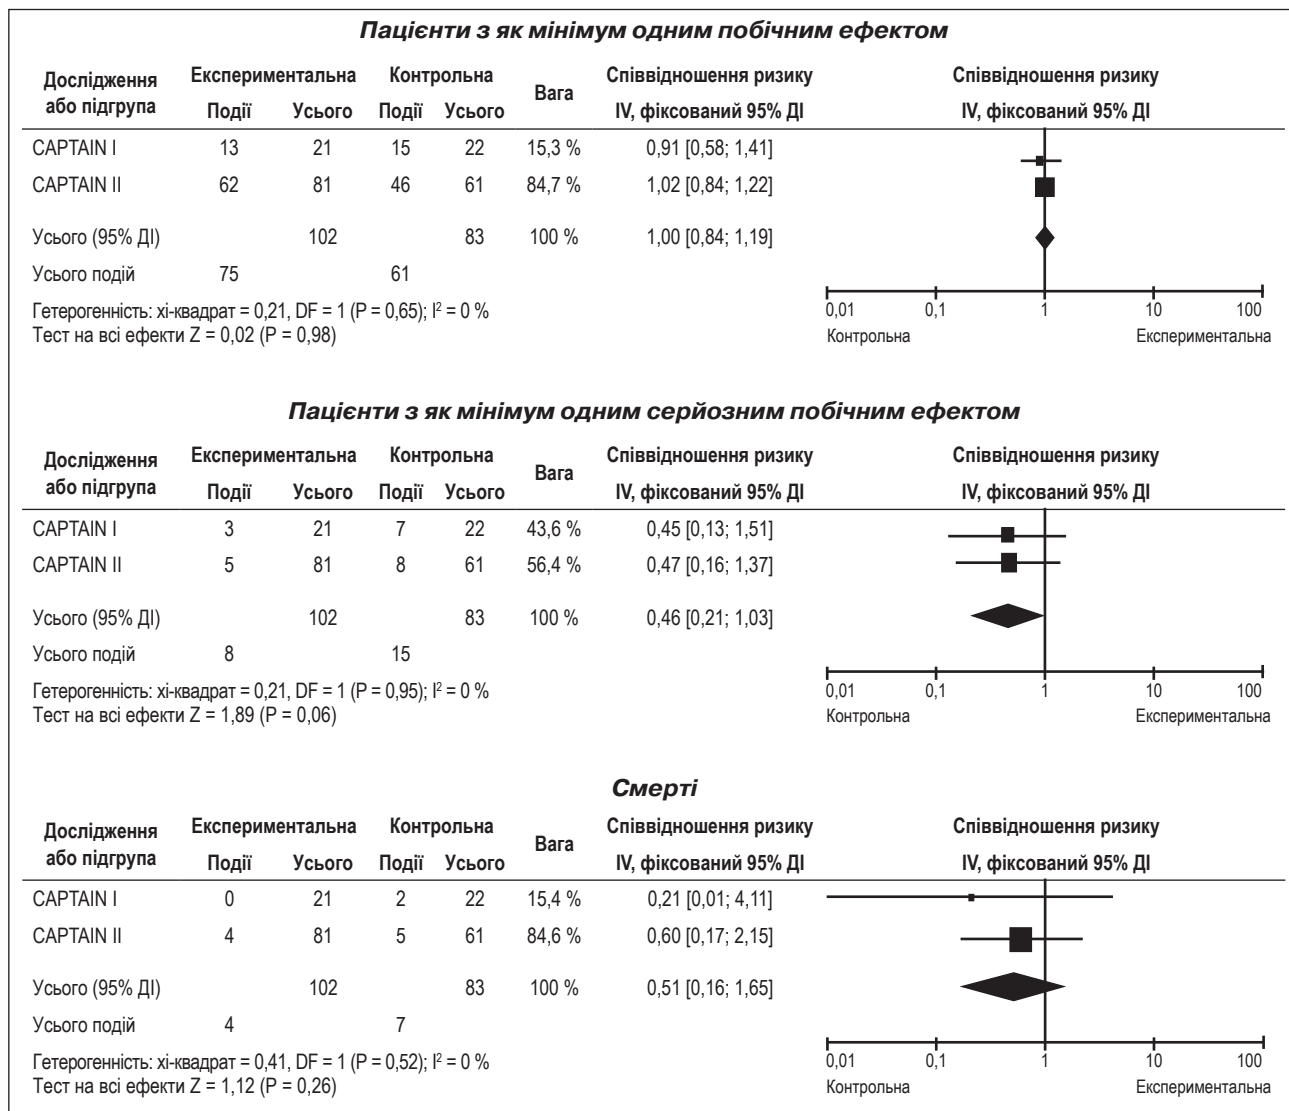 Пацієнти з як мінімум одним побічним ефектом
Дослідження або підгрупа Експериментальна Контрольна Вага Співвідношення ризику Співвідношення ризику
Події Усього Події Усього IV, фіксований 95% ДІ IV, фіксований 95% ДІ
CAPTAIN I 13 21 15 22 15,3 % 0,91 [0,58; 1,41]
CAPTAIN II 62 81 46 61 84,7 % 1,02 [0,84; 1,22]
Усього (95% ДІ) 102 83 100 % 1,00 [0,84; 1,19]
Усього подій 75 61
Гетерогенність: хі-квадрат = 0,21, DF = 1 (P = 0,65); I² = 0 %
Тест на всі ефекти Z = 0,02 (P = 0,98)
0,01 0,1 1 10 100
Контрольна Експериментальна
Пацієнти з як мінімум одним серйозним побічним ефектом
Дослідження або підгрупа Експериментальна Контрольна Вага Співвідношення ризику Співвідношення ризику
Події Усього Події Усього IV, фіксований 95% ДІ IV, фіксований 95% ДІ
CAPTAIN I 3 21 7 22 43,6 % 0,45 [0,13; 1,51]
CAPTAIN II 5 81 8 61 56,4 % 0,47 [0,16; 1,37]
Усього (95% ДІ) 102 83 100 % 0,46 [0,21; 1,03]
Усього подій 8 15
Гетерогенність: хі-квадрат = 0,21, DF = 1 (P = 0,95); I² = 0 %
Тест на всі ефекти Z = 1,89 (P = 0,06)
0,01 0,1 1 10 100
Контрольна Експериментальна
Смерті
Дослідження або підгрупа Експериментальна Контрольна Вага Співвідношення ризику Співвідношення ризику
Події Усього Події Усього IV, фіксований 95% ДІ IV, фіксований 95% ДІ
CAPTAIN I 0 21 2 22 15,4 % 0,21 [0,01; 4,11]
CAPTAIN II 4 81 5 61 84,6 % 0,60 [0,17; 2,15]
Усього (95% ДІ) 102 83 100 % 0,51 [0,16; 1,65]
Усього подій 4 7
Гетерогенність: хі-квадрат = 0,41, DF = 1 (P = 0,52); I² = 0 %
Тест на всі ефекти Z = 1,12 (P = 0,26)
0,01 0,1 1 10 100
Контрольна Експериментальна